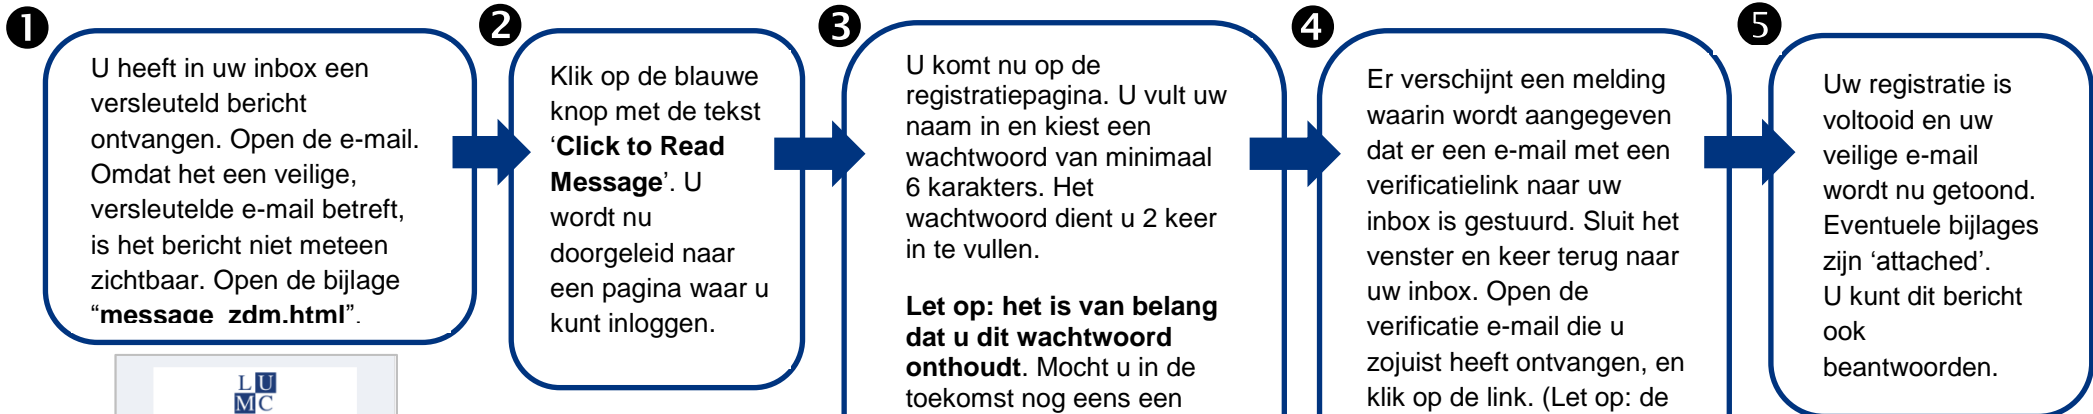 ❶
U heeft in uw inbox een
versleuteld bericht
ontvangen. Open de e-mail.
Omdat het een veilige,
versleutelde e-mail betreft,
is het bericht niet meteen
zichtbaar. Open de bijlage
“message_zdm.html”.
LU
MC
❷
Klik op de blauwe
knop met de tekst
‘Click to Read
Message’. U
wordt nu
doorgeleid naar
een pagina waar u
kunt inloggen.
❸
U komt nu op de
registratiepagina. U vult uw
naam in en kiest een
wachtwoord van minimaal
6 karakters. Het
wachtwoord dient u 2 keer
in te vullen.
Let op: het is van belang
dat u dit wachtwoord
onthoudt. Mocht u in de
toekomst nog eens een
❹
Er verschijnt een melding
waarin wordt aangegeven
dat er een e-mail met een
verificatielink naar uw
inbox is gestuurd. Sluit het
venster en keer terug naar
uw inbox. Open de
verificatie e-mail die u
zojuist heeft ontvangen, en
klik op de link. (Let op: de
❺
Uw registratie is
voltooid en uw
veilige e-mail
wordt nu getoond.
Eventuele bijlages
zijn ‘attached’.
U kunt dit bericht
ook
beantwoorden.